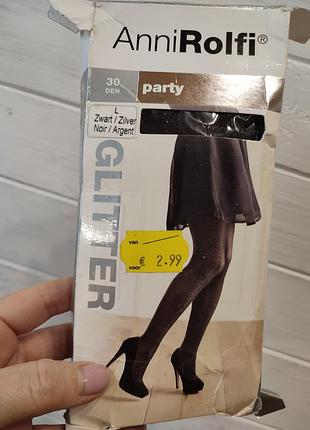 AnniRolfi®
30
DEN
party
L
Zwart / Zilver
Noir / Argent
GLITTER
van
voor € 2.99